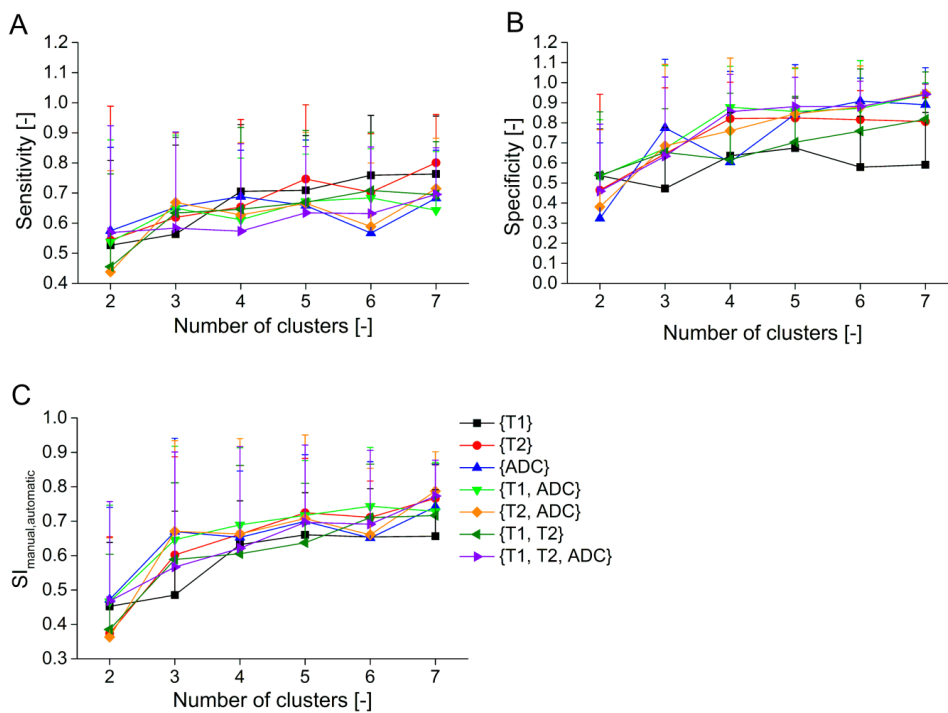 A
Sensitivity [-]
1.2
1.1
1.0
0.9
0.8
0.7
0.6
0.5
0.4
2 3 4 5 6 7
Number of clusters [-]
B
Specificity [-]
1.2
1.1
1.0
0.9
0.8
0.7
0.6
0.5
0.4
0.3
0.2
0.1
0.0
2 3 4 5 6 7
Number of clusters [-]
C
SImanual,automatic
1.0
0.9
0.8
0.7
0.6
0.5
0.4
0.3
2 3 4 5 6 7
Number of clusters [-]
{T1}
{T2}
{ADC}
{T1, ADC}
{T2, ADC}
{T1, T2}
{T1, T2, ADC}